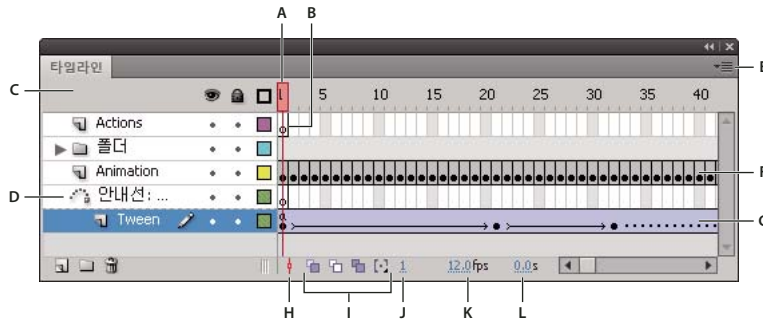 A B
타임라인
E
C
1 5 10 15 20 25 30 35 40
Actions
폴더
Animation
F
D 안내선: ...
Tween
G
1 12.0fps 0.0s
H I J K L